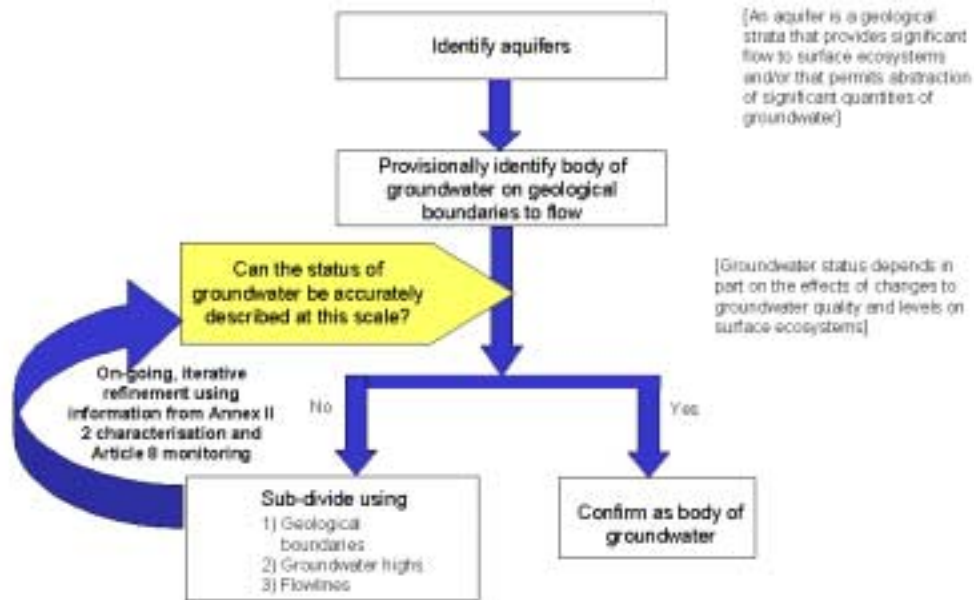 Identify aquifers
[An aquifer is a geological
strata that provides significant
flow to surface ecosystems
and/or that permits abstraction
of significant quantities of
groundwater]
Provisionally identify body of
groundwater on geological
boundaries to flow
Can the status of
groundwater be accurately
described at this scale?
[Groundwater status depends in
part on the effects of changes to
groundwater quality and levels on
surface ecosystems]
On-going, iterative
refinement using
information from Annex II
2 characterisation and
Article 8 monitoring
No
Yes
Sub-divide using
1) Geological
boundaries
2) Groundwater highs
3) Flowlines
Confirm as body of
groundwater